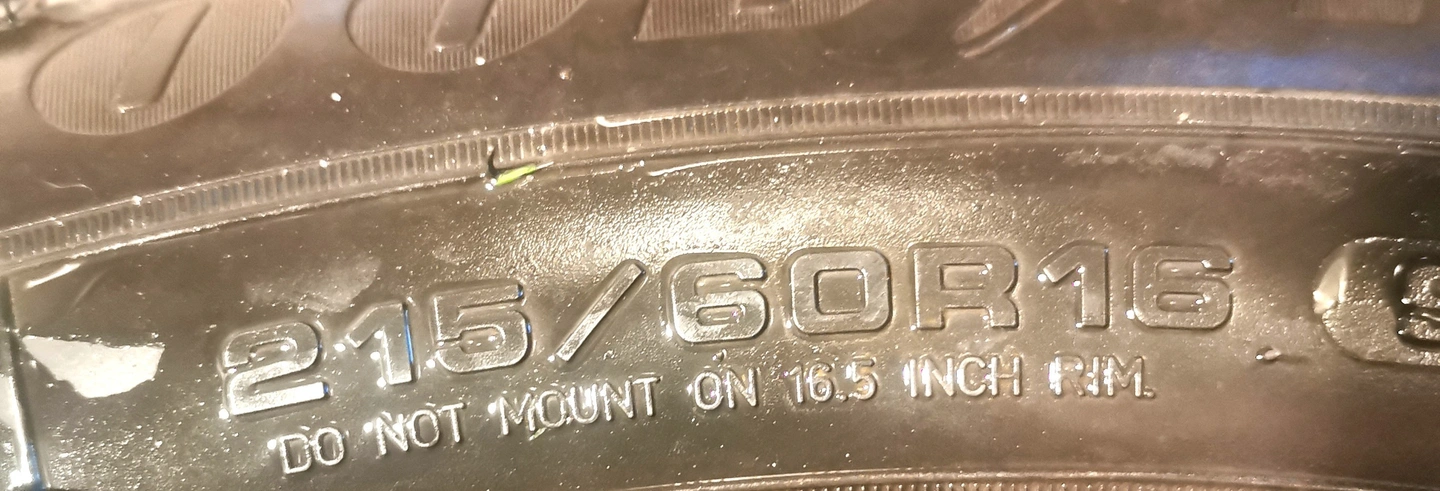 215/60R16
DO NOT MOUNT ON 16.5 INCH RIM.